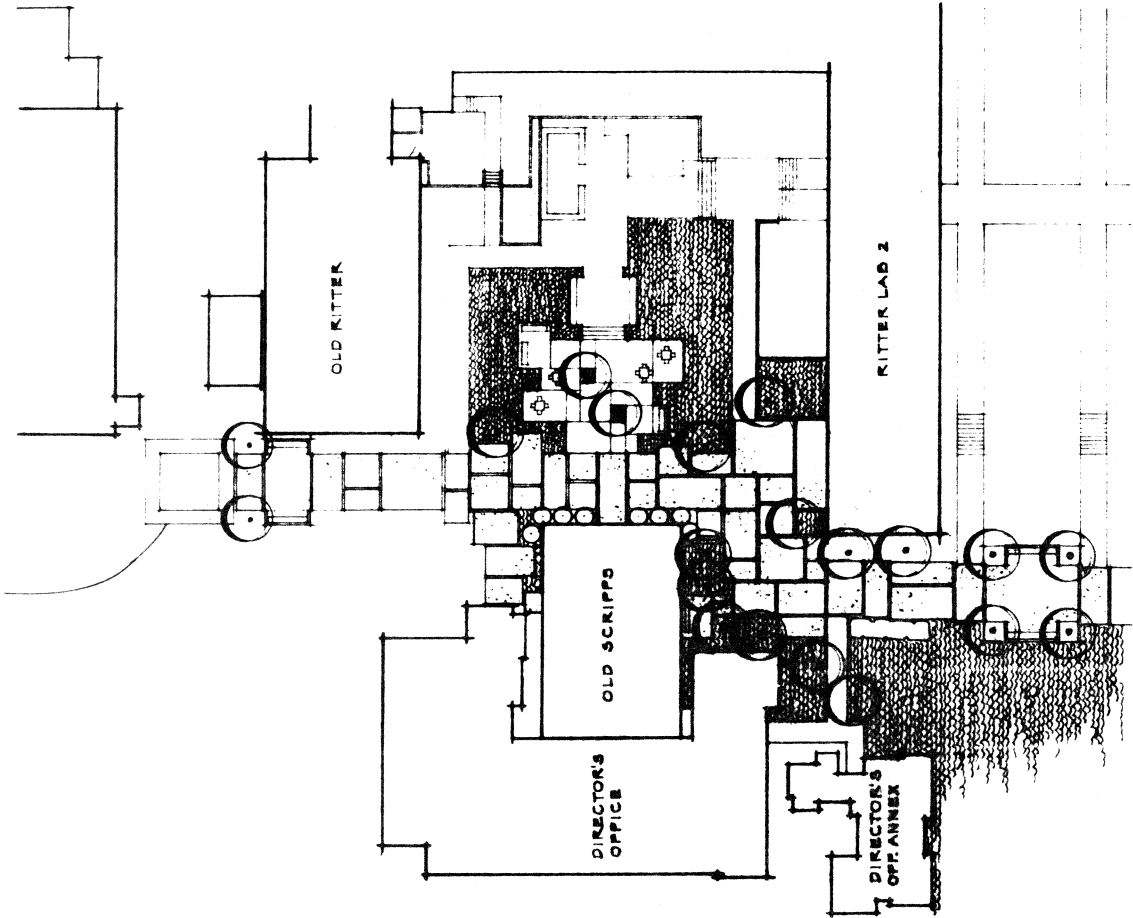 OLD RITTER
RITTER LAB 2
OLD SCRIPPS
DIRECTOR'S
OFFICE
DIRECTOR'S
OFF. ANNEX